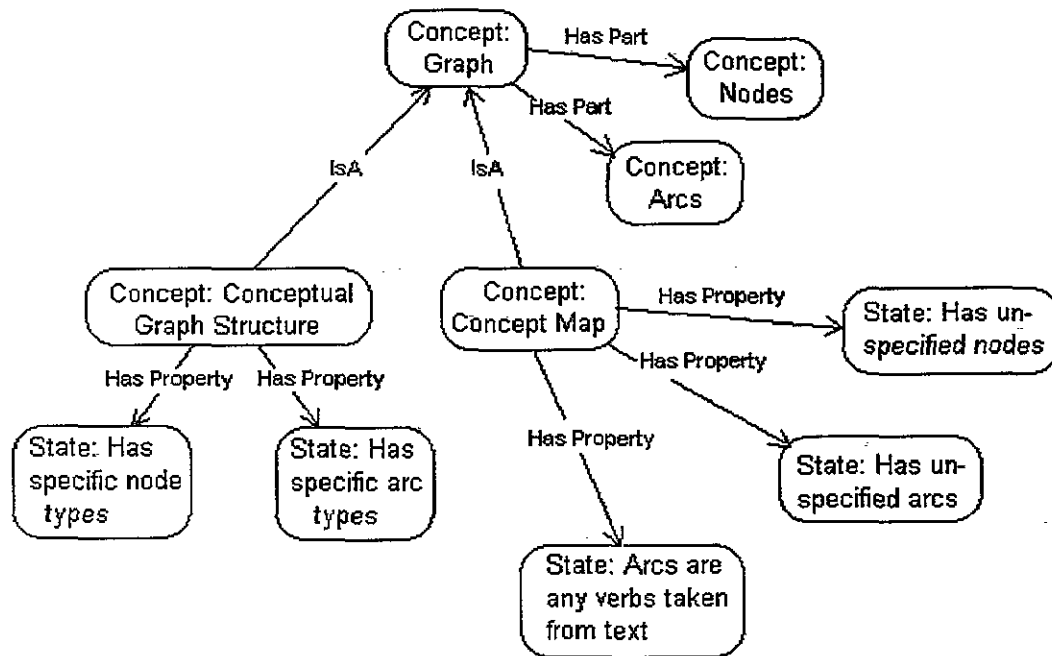 Concept:
Graph
Has Part
Concept:
Nodes
Has Part
Concept:
Arcs
IsA
IsA
Concept: Conceptual
Graph Structure
Concept:
Concept Map
Has Property
State: Has un-
specified nodes
Has Property
Has Property
Has Property
Has Property
State: Has
specific node
types
State: Has
specific arc
types
State: Has un-
specified arcs
State: Arcs are
any verbs taken
from text